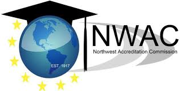 NWAC
Northwest Accreditation Commission
EST. 1917